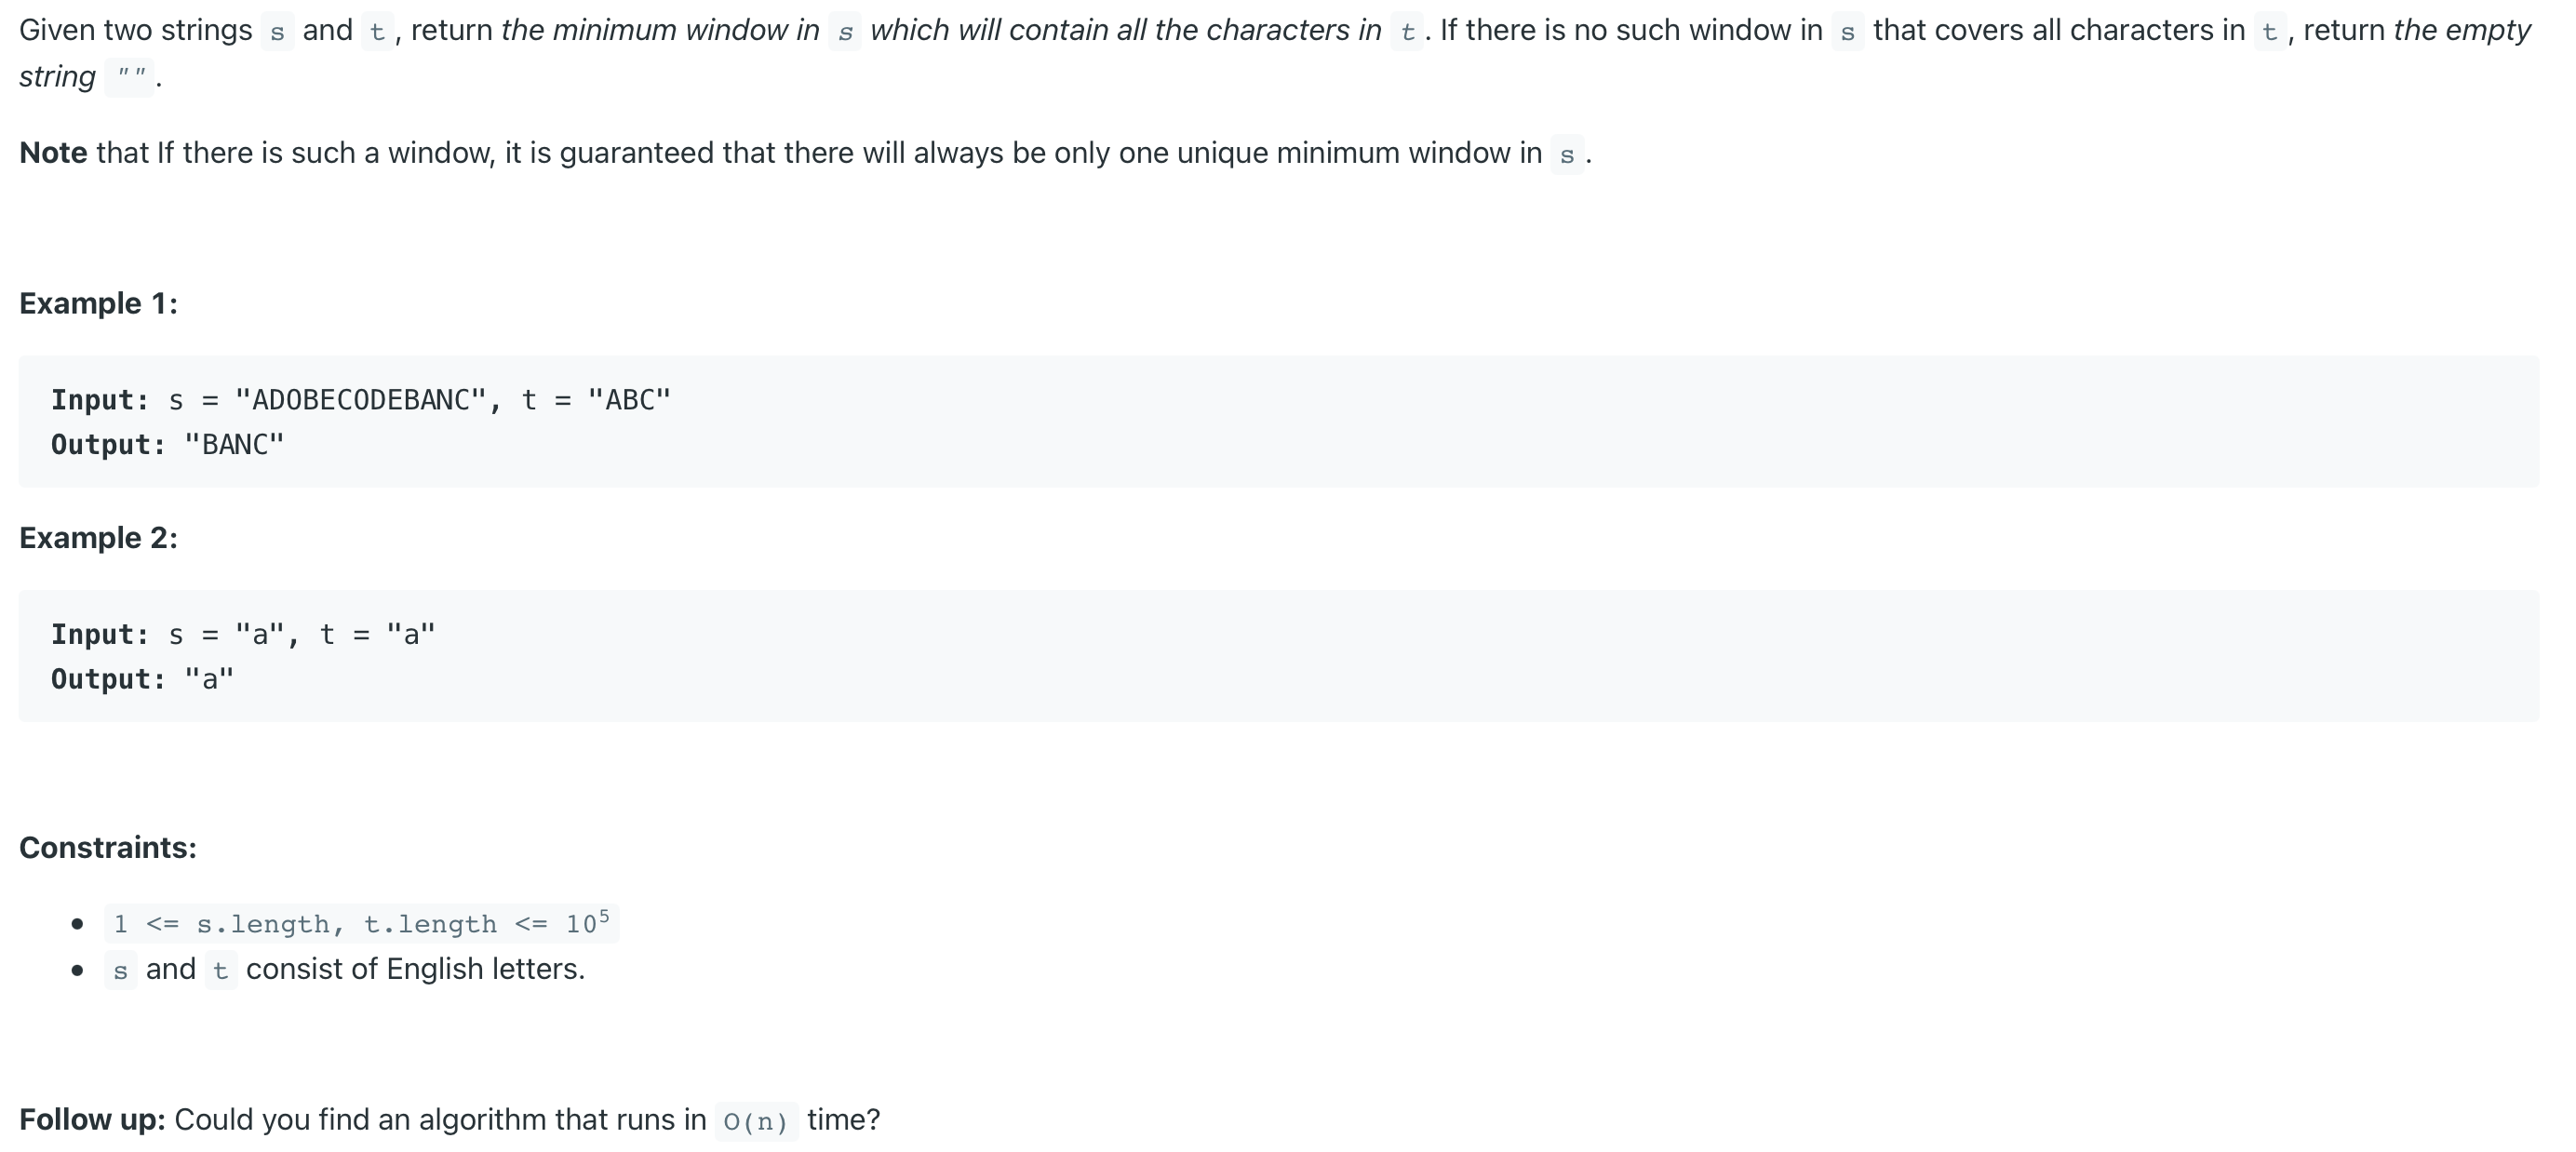 Given two strings s and t, return the minimum window in s which will contain all the characters in t. If there is no such window in s that covers all characters in t, return the empty
string "".
Note that If there is such a window, it is guaranteed that there will always be only one unique minimum window in s.
Example 1:
Input: s = "ADOBECODEBANC", t = "ABC"
Output: "BANC"
Example 2:
Input: s = "a", t = "a"
Output: "a"
Constraints:
• 1 <= s.length, t.length <= 10⁵
• s and t consist of English letters.
Follow up: Could you find an algorithm that runs in O(n) time?